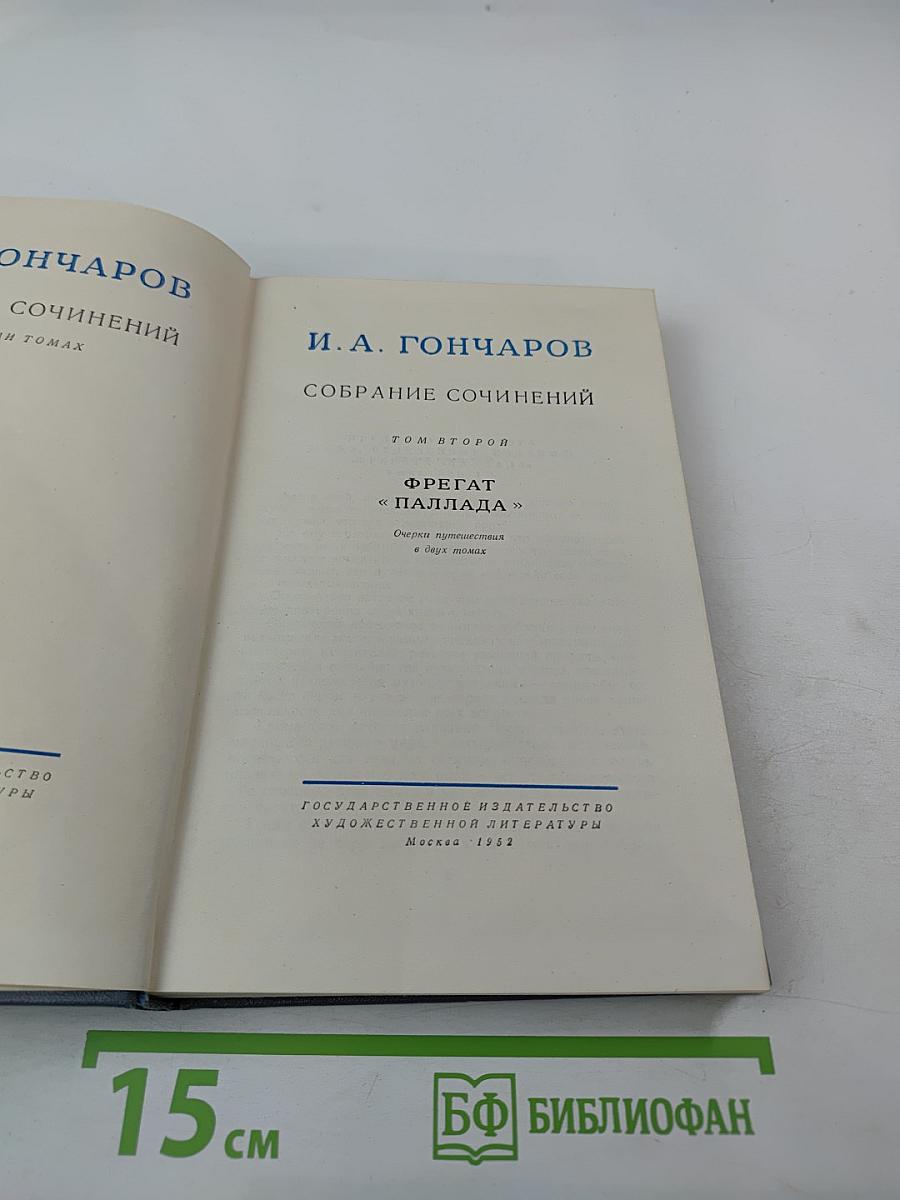 ОНЧАРОВ
СОЧИНЕНИЙ
ТОМАХ
И. А. ГОНЧАРОВ
СОБРАНИЕ СОЧИНЕНИЙ
ТОМ ВТОРОЙ
ФРЕГАТ
« ПАЛЛАДА »
Очерки путешествия
в двух томах
ГОСУДАРСТВЕННОЕ ИЗДАТЕЛЬСТВО
ХУДОЖЕСТВЕННОЙ ЛИТЕРАТУРЫ
Москва 1952
СТВО
УРЫ
15 см
БФ БИБЛИОФАН